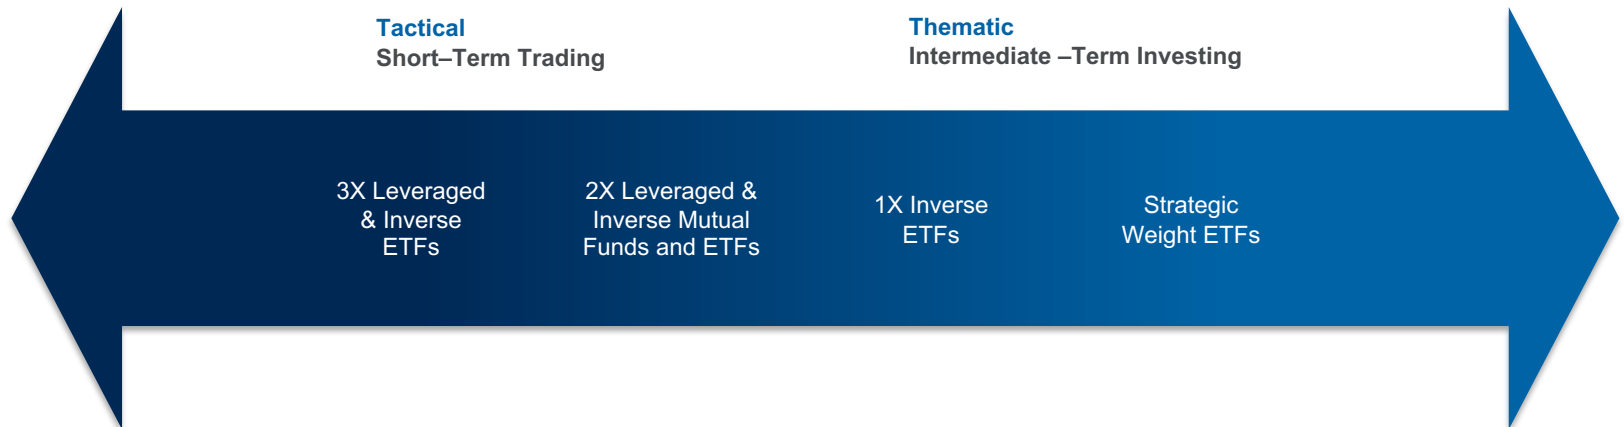 Tactical
Short–Term Trading
Thematic
Intermediate –Term Investing
3X Leveraged
& Inverse
ETFs
2X Leveraged &
Inverse Mutual
Funds and ETFs
1X Inverse
ETFs
Strategic
Weight ETFs